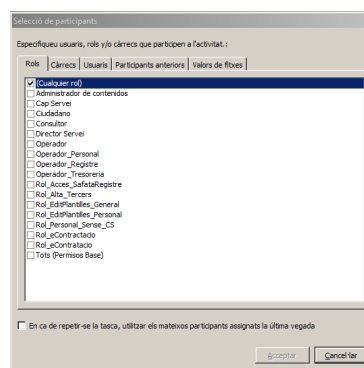 Selecció de participants
Especifiqueu usuaris, rols y/o càrrecs que participen a l'activitat.:
Rols
Càrrecs
Usuaris
Participants anteriors
Valors de fitxes
(Cualquier rol)
Administrador de contenidos
Cap Servei
Ciudadano
Consultor
Director Servei
Operador
Operador_Personal
Operador_Registre
Operador_Tresoreria
Rol_Acces_SafataRegistre
Rol_Alta_Tercers
Rol_EditPlantilles_General
Rol_EditPlantilles_Personal
Rol_Personal_Sense_CS
Rol_eContractacio
Rol_eContratacio
Tots (Permisos Base)
En ca de repetir-se la tasca, utilitzar els mateixos participants assignats la última vegada
Acceptar
Cancel·lar